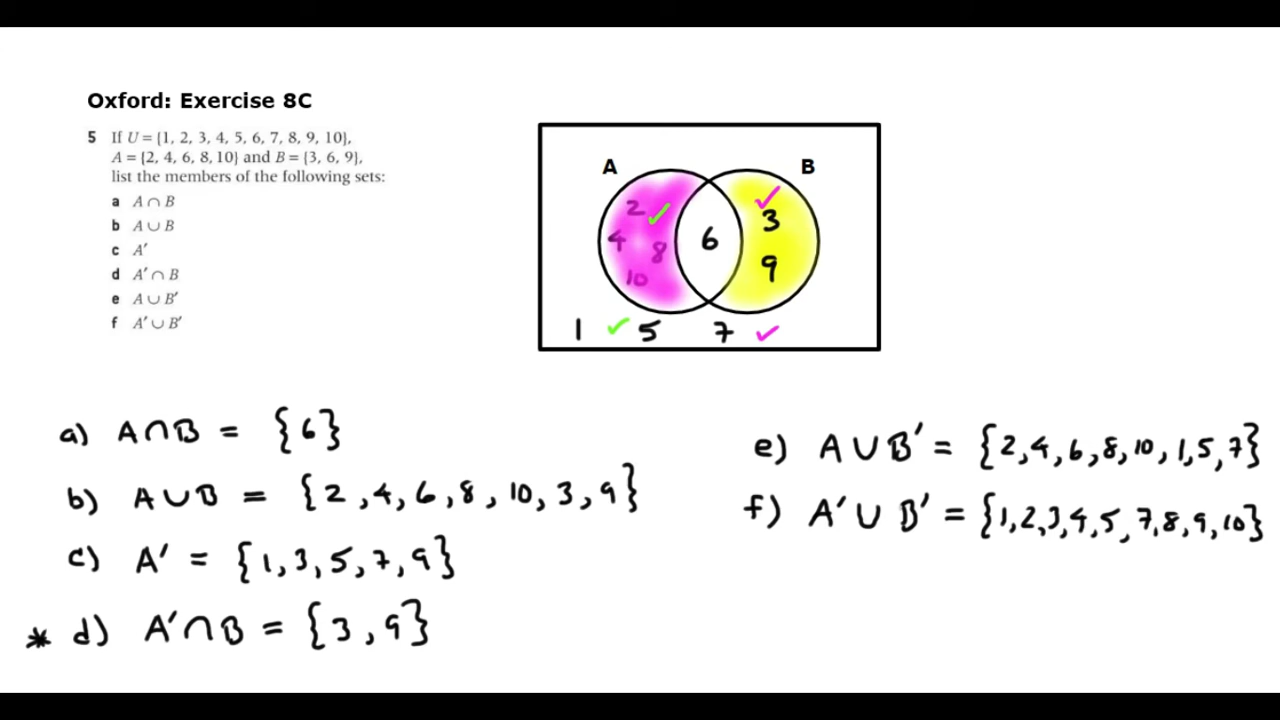 Oxford: Exercise 8C
5 If U = {1, 2, 3, 4, 5, 6, 7, 8, 9, 10},
A = {2, 4, 6, 8, 10} and B = {3, 6, 9},
list the members of the following sets:
a A ∩ B
b A ∪ B
c A′
d A′ ∩ B
e A ∪ B′
f A′ ∪ B′
A B
2 ✓ ✓
3
4 8 6
9
10
1 ✓ 5 7 ✓
a) A∩B = {6}
b) A∪B = {2,4,6,8,10,3,9}
c) A′ = {1,3,5,7,9}
* d) A′∩B = {3,9}
e) A∪B′ = {2,4,6,8,10,1,5,7}
f) A′∪B′ = {1,2,3,4,5,7,8,9,10}